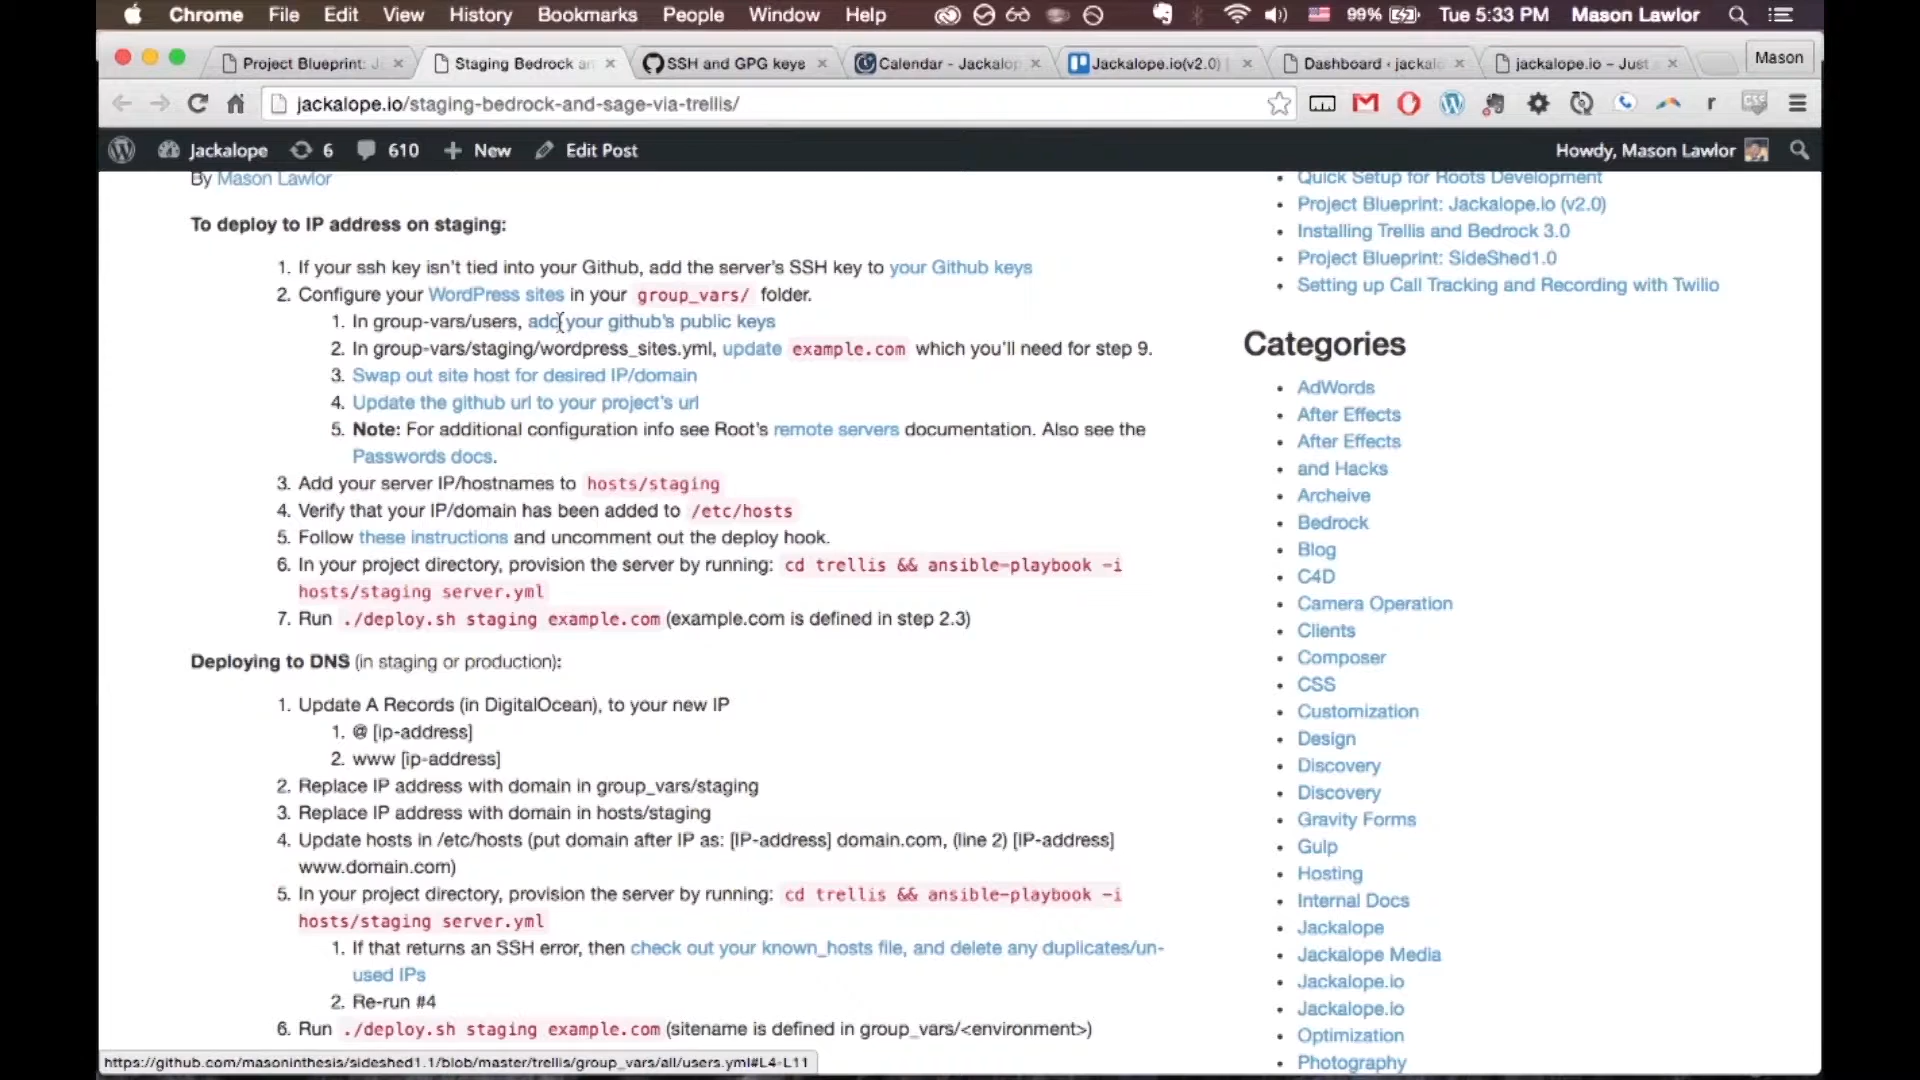 Chrome File Edit View History Bookmarks People Window Help 99% Tue 5:33 PM Mason Lawlor
Project Blueprint: J Staging Bedrock an SSH and GPG keys Calendar - Jackalop Jackalope.io(v2.0) Dashboard ‹ jackal jackalope.io – Just Mason
jackalope.io/staging-bedrock-and-sage-via-trellis/
Jackalope 6 610 New Edit Post Howdy, Mason Lawlor
By Mason Lawlor
To deploy to IP address on staging:
1. If your ssh key isn't tied into your Github, add the server's SSH key to your Github keys
2. Configure your WordPress sites in your group_vars/ folder.
1. In group-vars/users, add your github's public keys
2. In group-vars/staging/wordpress_sites.yml, update example.com which you'll need for step 9.
3. Swap out site host for desired IP/domain
4. Update the github url to your project's url
5. Note: For additional configuration info see Root's remote servers documentation. Also see the
Passwords docs.
3. Add your server IP/hostnames to hosts/staging
4. Verify that your IP/domain has been added to /etc/hosts
5. Follow these instructions and uncomment out the deploy hook.
6. In your project directory, provision the server by running: cd trellis && ansible-playbook -i
hosts/staging server.yml
7. Run ./deploy.sh staging example.com (example.com is defined in step 2.3)
Deploying to DNS (in staging or production):
1. Update A Records (in DigitalOcean), to your new IP
1. @ [ip-address]
2. www [ip-address]
2. Replace IP address with domain in group_vars/staging
3. Replace IP address with domain in hosts/staging
4. Update hosts in /etc/hosts (put domain after IP as: [IP-address] domain.com, (line 2) [IP-address]
www.domain.com)
5. In your project directory, provision the server by running: cd trellis && ansible-playbook -i
hosts/staging server.yml
1. If that returns an SSH error, then check out your known_hosts file, and delete any duplicates/un-
used IPs
2. Re-run #4
6. Run ./deploy.sh staging example.com (sitename is defined in group_vars/<environment>)
Quick Setup for Roots Development
Project Blueprint: Jackalope.io (v2.0)
Installing Trellis and Bedrock 3.0
Project Blueprint: SideShed1.0
Setting up Call Tracking and Recording with Twilio
Categories
AdWords
After Effects
After Effects
and Hacks
Archeive
Bedrock
Blog
C4D
Camera Operation
Clients
Composer
CSS
Customization
Design
Discovery
Discovery
Gravity Forms
Gulp
Hosting
Internal Docs
Jackalope
Jackalope Media
Jackalope.io
Jackalope.io
Optimization
Photography
https://github.com/masoninthesis/sideshed1.1/blob/master/trellis/group_vars/all/users.yml#L4-L11